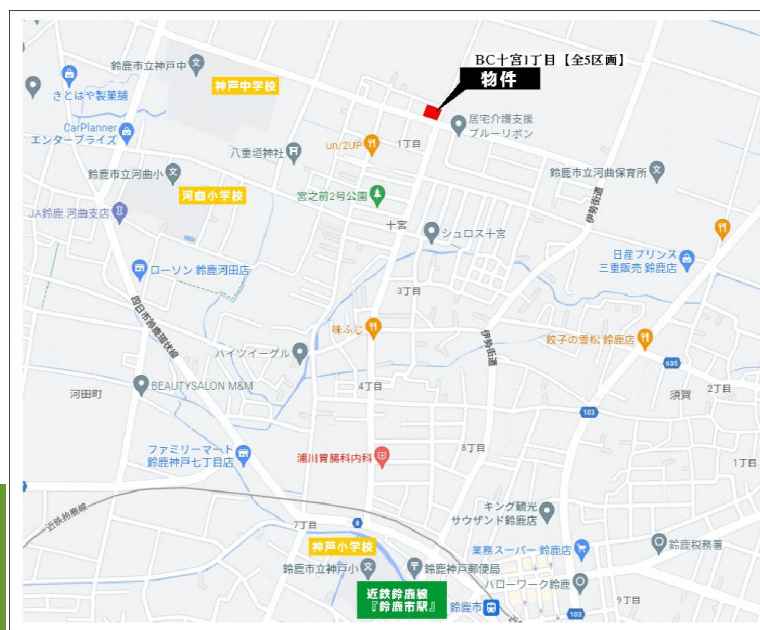 BC十宮1丁目【全5区画】
物件
鈴鹿市立神戸中
神戸中学校
きとはや製菓舗
居宅介護支援
ブルーリボン
CarPlanner
エンタープライズ
un/2UP
1丁目
八重垣神社
鈴鹿市立河曲小
河曲小学校
鈴鹿市立河曲保育所
宮之前2号公園
伊勢街道
JA鈴鹿 河曲支店
十宮
シュロス十宮
日産プリンス
三重販売 鈴鹿店
ローソン 鈴鹿河田店
3丁目
四日市鈴鹿環状線
味ふじ
伊勢街道
餃子の雪松 鈴鹿店
ハイツイーグル
635
河田町
BEAUTYSALON M&M
4丁目
2丁目
須賀
103
ファミリーマート
鈴鹿神戸七丁目店
浦川胃腸科内科
8丁目
1丁目
近鉄鈴鹿線
キング観光
サウザンド鈴鹿店
7丁目
8
神戸小学校
業務スーパー 鈴鹿店
鈴鹿税務署
鈴鹿市立神戸小
鈴鹿神戸郵便局
ハローワーク鈴鹿
近鉄鈴鹿線
『鈴鹿市駅』
鈴鹿市
103
9丁目